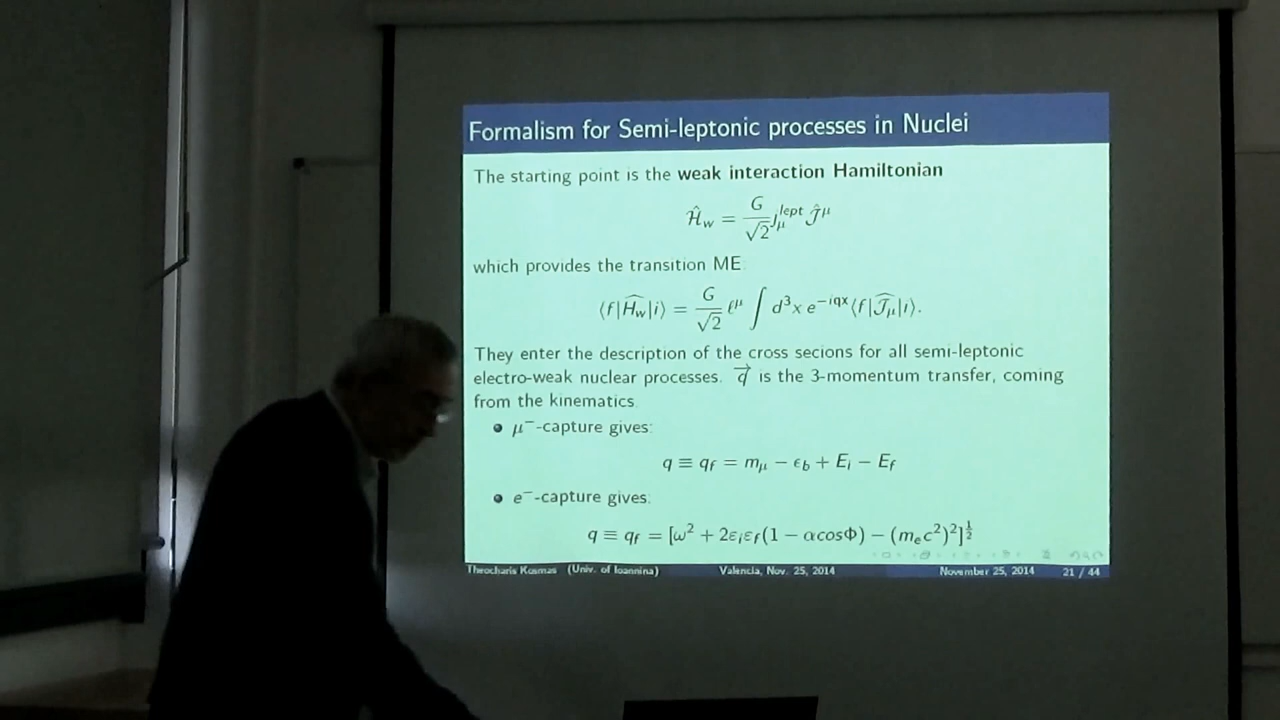 Formalism for Semi-leptonic processes in Nuclei
The starting point is the weak interaction Hamiltonian
Ĥ_w = G/√2 j_μ^lept Ĵ^μ
which provides the transition ME
⟨f|Ĥ_w|i⟩ = G/√2 ℓ^μ ∫ d³x e^{−iqx} ⟨f|Ĵ_μ|i⟩.
They enter the description of the cross secions for all semi-leptonic
electro-weak nuclear processes. q⃗ is the 3-momentum transfer, coming
from the kinematics
• μ⁻-capture gives:
q ≡ q_f = m_μ − ϵ_b + E_i − E_f
• e⁻-capture gives:
q ≡ q_f = [ω² + 2ε_iε_f(1 − αcosΦ) − (m_ec²)²]^{1/2}
Theocharis Kosmas (Univ. of Ioannina) Valencia, Nov. 25, 2014 November 25, 2014 21 / 44